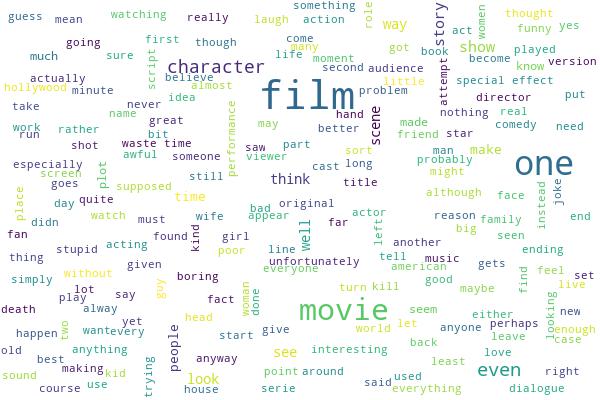 guess mean watching really laugh something action role way story women thought funny yes
going first though come many life moment got book act show played
much sure script character second audience become know version
actually believe film problem little attempt special effect
hollywood minute idea almost hand scene director put
take never performance may better made nothing real
name great friend star comedy need
work rather bit saw part sort man make one
run shot waste time viewer cast long probably
awful someone think title might
especially screen plot still although face instead joke
goes supposed time original
place day quite bad appear actor left reason family end
watch must wife well far big seen
fan didn kind girl another ending
thing stupid acting found poor line unfortunately tell music
given everyone american gets find feel set
simply without boring good maybe live
lot guy fact woman done turn kill looking
death play say movie seem either new
alway head world let perhaps enough
happen two want every yet people start give anyone leave case
old anything anyway see interesting back love
best least
making trying look point around even right
sound kid said used
course use house serie everything dialogue